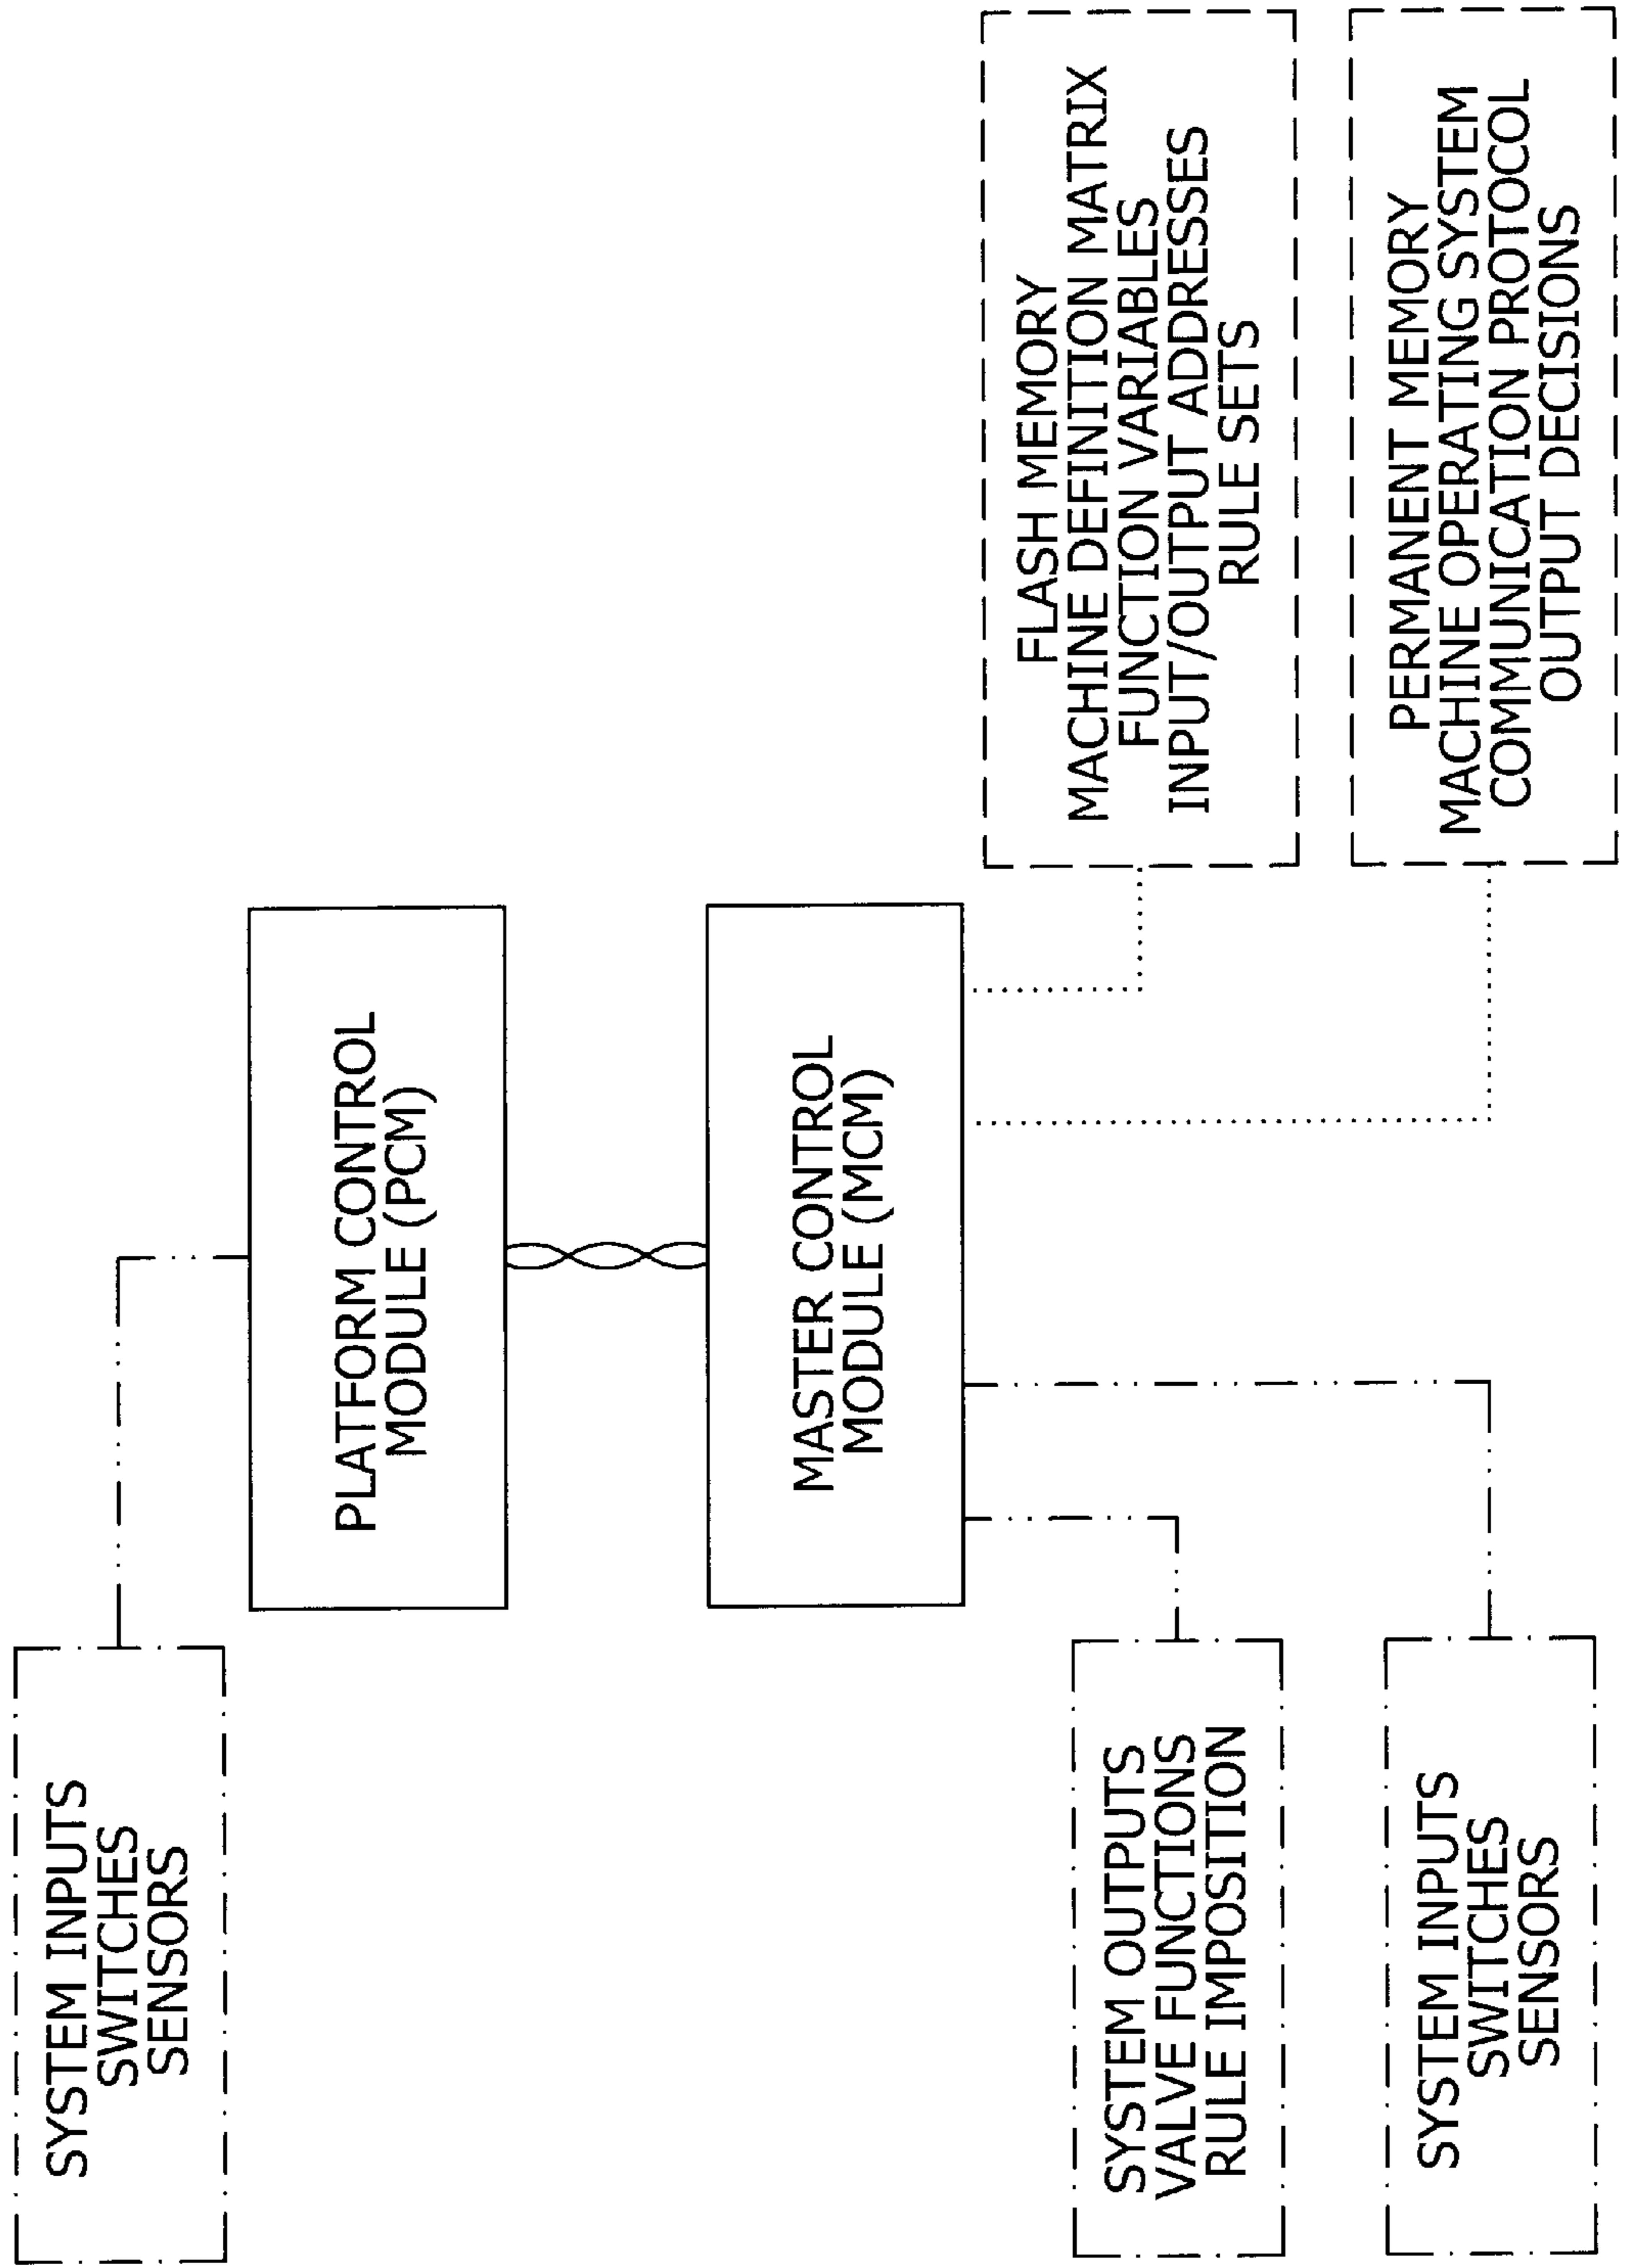 SYSTEM INPUTS
SWITCHES
SENSORS
PLATFORM CONTROL
MODULE (PCM)
MASTER CONTROL
MODULE (MCM)
SYSTEM OUTPUTS
VALVE FUNCTIONS
RULE IMPOSITION
FLASH MEMORY
MACHINE DEFINITION MATRIX
FUNCTION VARIABLES
INPUT/OUTPUT ADDRESSES
RULE SETS
SYSTEM INPUTS
SWITCHES
SENSORS
PERMANENT MEMORY
MACHINE OPERATING SYSTEM
COMMUNICATION PROTOCOL
OUTPUT DECISIONS